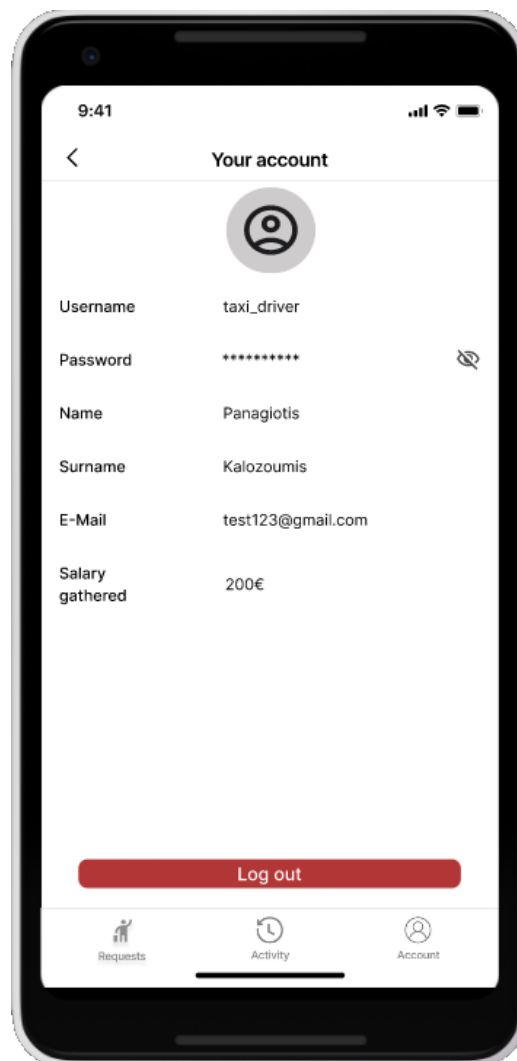 9:41
Your account
Username taxi_driver
Password **********
Name Panagiotis
Surname Kalozoumis
E-Mail test123@gmail.com
Salary
gathered 200€
Log out
Requests Activity Account